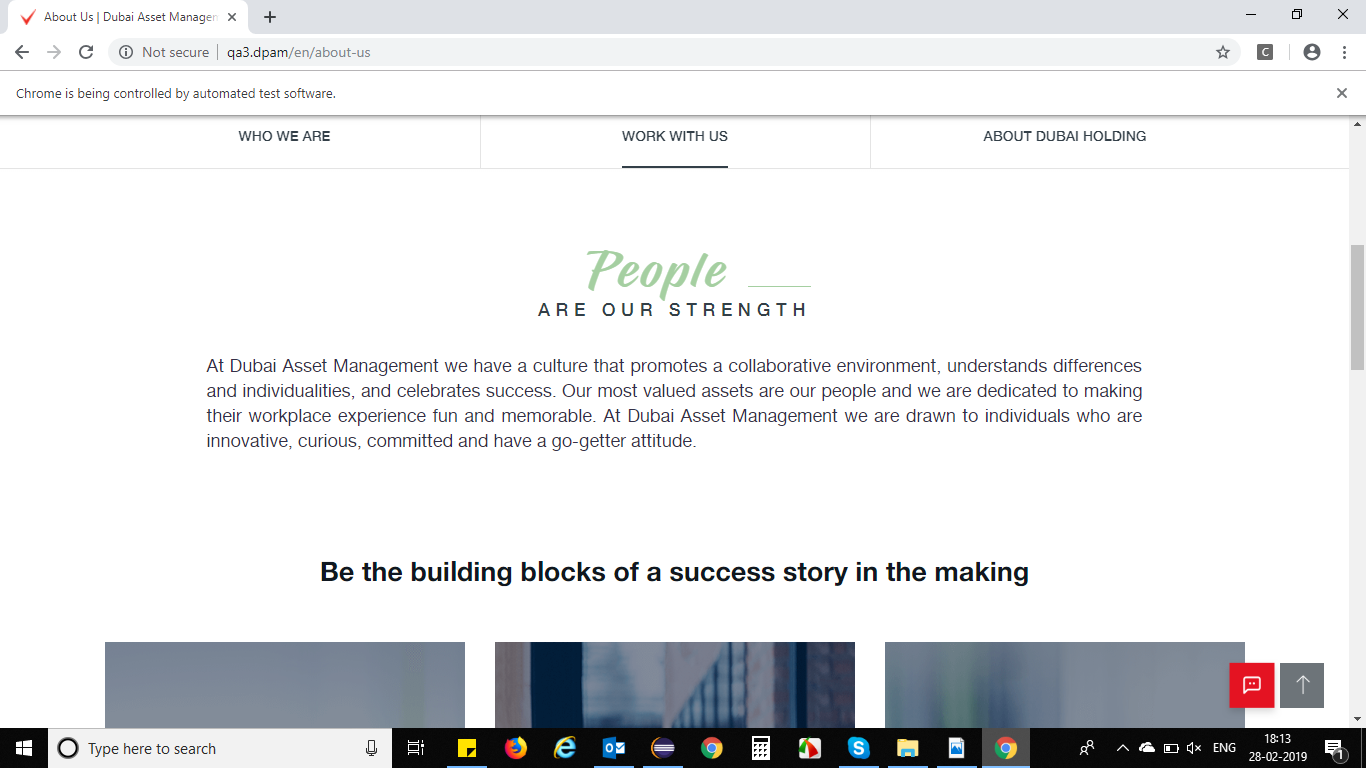 About Us | Dubai Asset Managen
Not secure
qa3.dpam/en/about-us
C
Chrome is being controlled by automated test software.
WHO WE ARE
WORK WITH US
ABOUT DUBAI HOLDING
People
ARE OUR STRENGTH
At Dubai Asset Management we have a culture that promotes a collaborative environment, understands differences
and individualities, and celebrates success. Our most valued assets are our people and we are dedicated to making
their workplace experience fun and memorable. At Dubai Asset Management we are drawn to individuals who are
innovative, curious, committed and have a go-getter attitude.
Be the building blocks of a success story in the making
Type here to search
ENG
18:13
28-02-2019
1